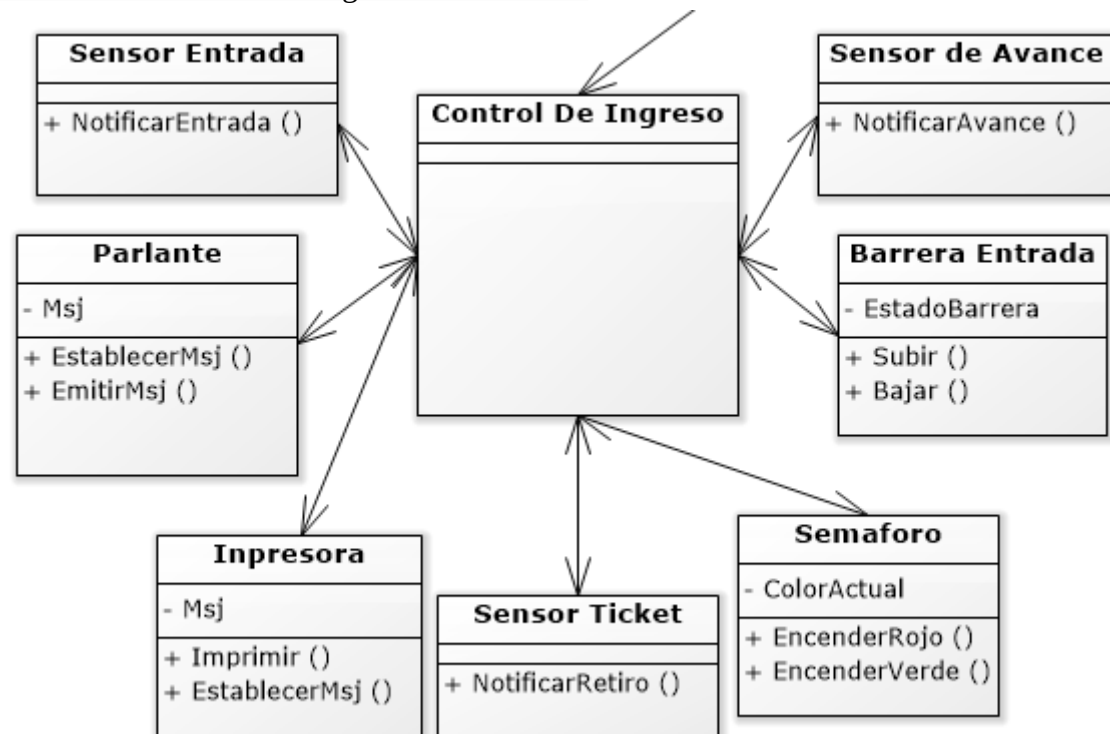 Sensor Entrada
+ NotificarEntrada ()
Control De Ingreso
Sensor de Avance
+ NotificarAvance ()
Parlante
- Msj
+ EstablecerMsj ()
+ EmitirMsj ()
Barrera Entrada
- EstadoBarrera
+ Subir ()
+ Bajar ()
Inpresora
- Msj
+ Imprimir ()
+ EstablecerMsj ()
Sensor Ticket
+ NotificarRetiro ()
Semaforo
- ColorActual
+ EncenderRojo ()
+ EncenderVerde ()